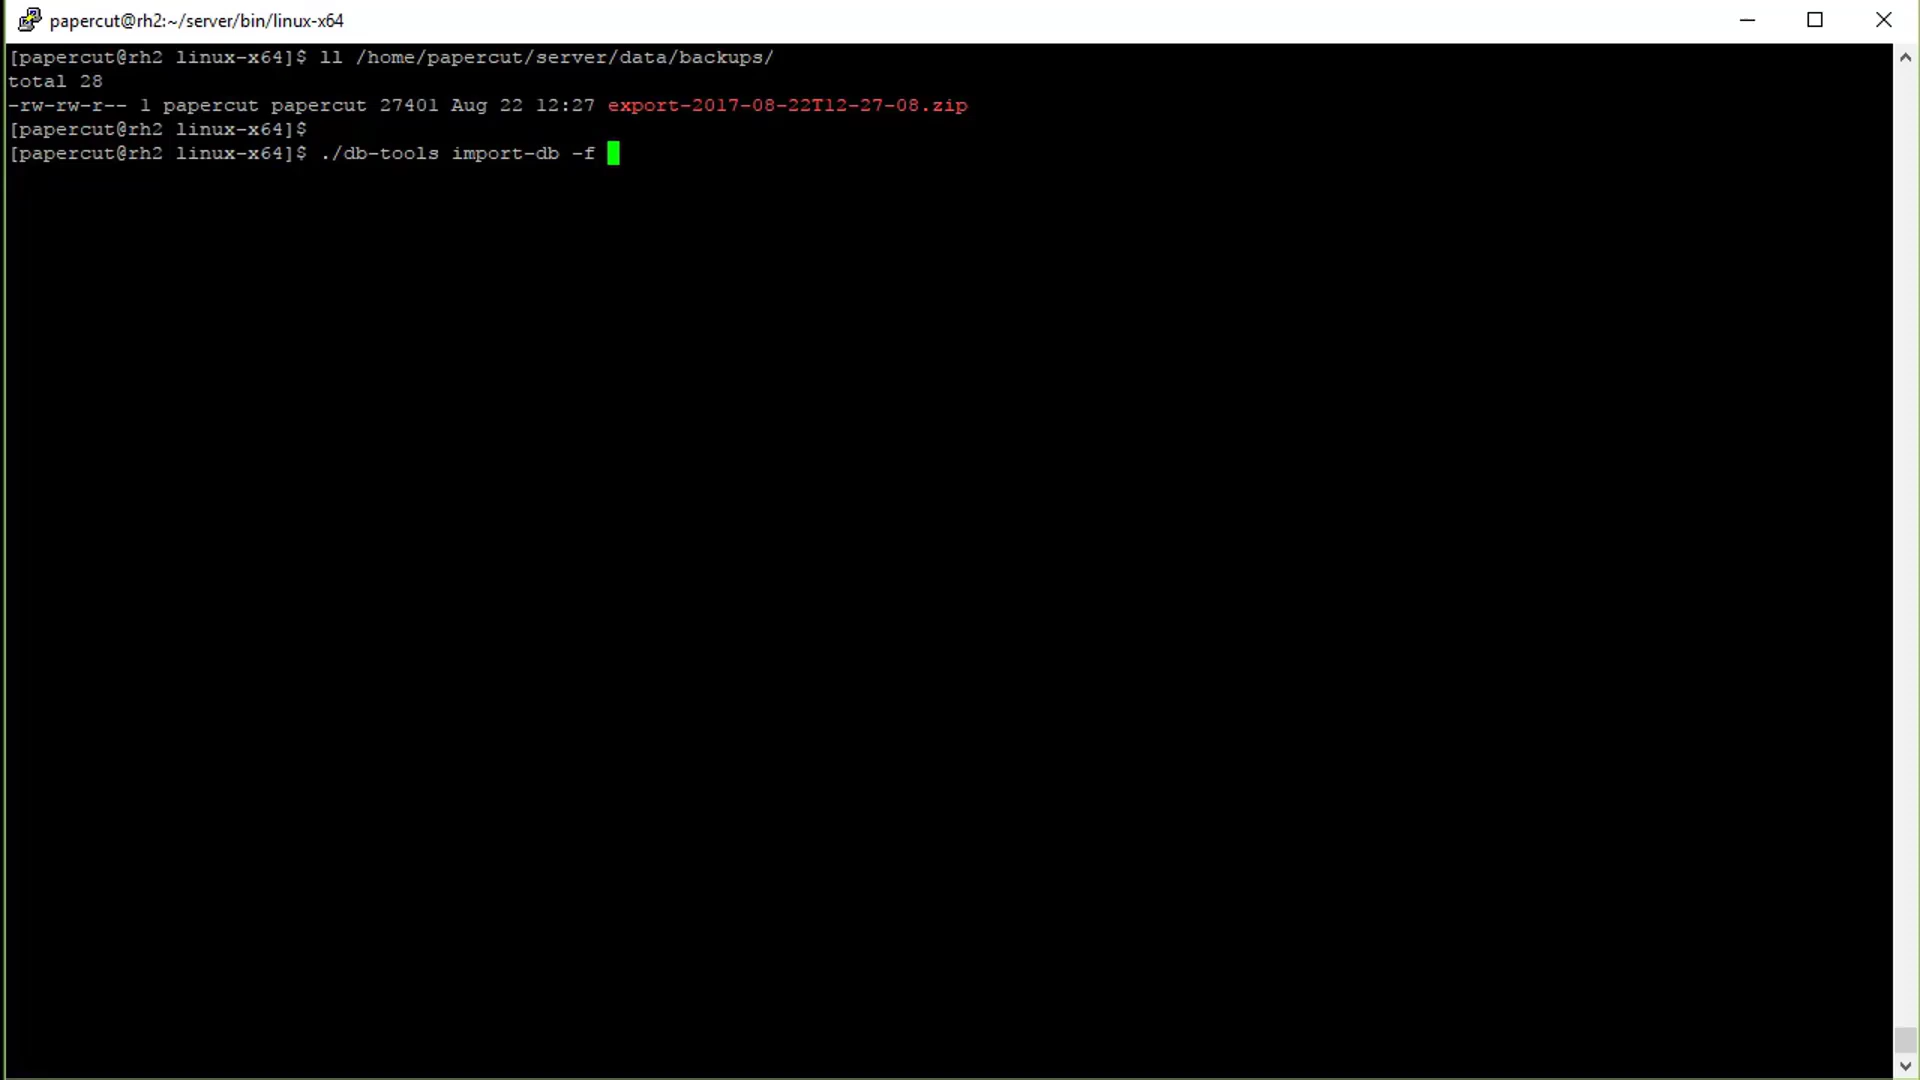 papercut@rh2:~/server/bin/linux-x64
[papercut@rh2 linux-x64]$ ll /home/papercut/server/data/backups/
total 28
-rw-rw-r-- 1 papercut papercut 27401 Aug 22 12:27 export-2017-08-22T12-27-08.zip
[papercut@rh2 linux-x64]$
[papercut@rh2 linux-x64]$ ./db-tools import-db -f